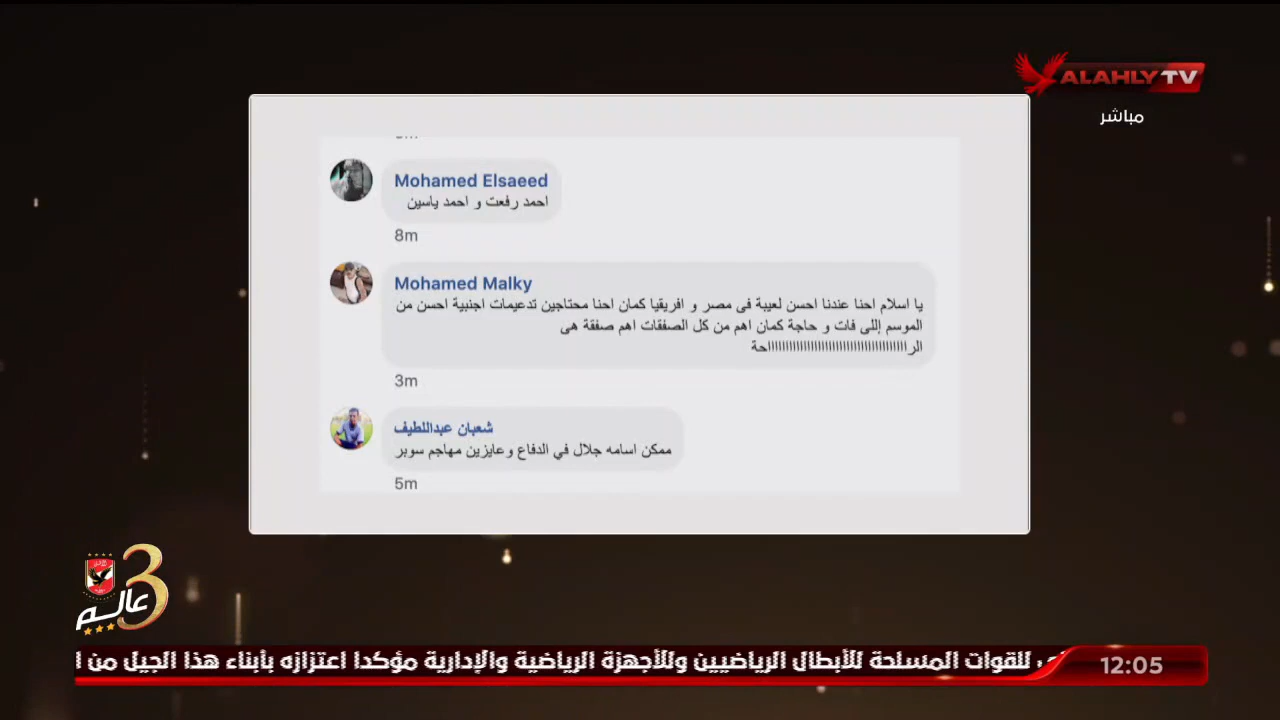 ALAHLY TV
مباشر
Mohamed Elsaeed
احمد رفعت و احمد ياسين
8m
Mohamed Malky
يا اسلام احنا عندنا احسن لعيبة فى مصر و افريقيا كمان احنا محتاجين تدعيمات اجنبية احسن من
الموسم إللى فات و حاجة كمان اهم من كل الصفقات اهم صفقة هى
الرااااااااااااااااااااااااااااااااااااااحة
3m
شعبان عبداللطيف
ممكن اسامه جلال في الدفاع وعايزين مهاجم سوبر
5m
3
عالم
للقوات المسلحة للأبطال الرياضيين وللأجهزة الرياضية والإدارية مؤكدا اعتزازه بأبناء هذا الجيل من
12:05